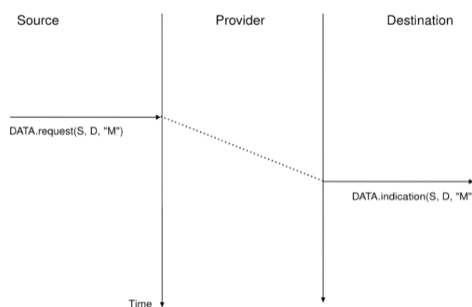 Source Provider Destination
DATA.request(S, D, "M")
DATA.indication(S, D, "M"
Time